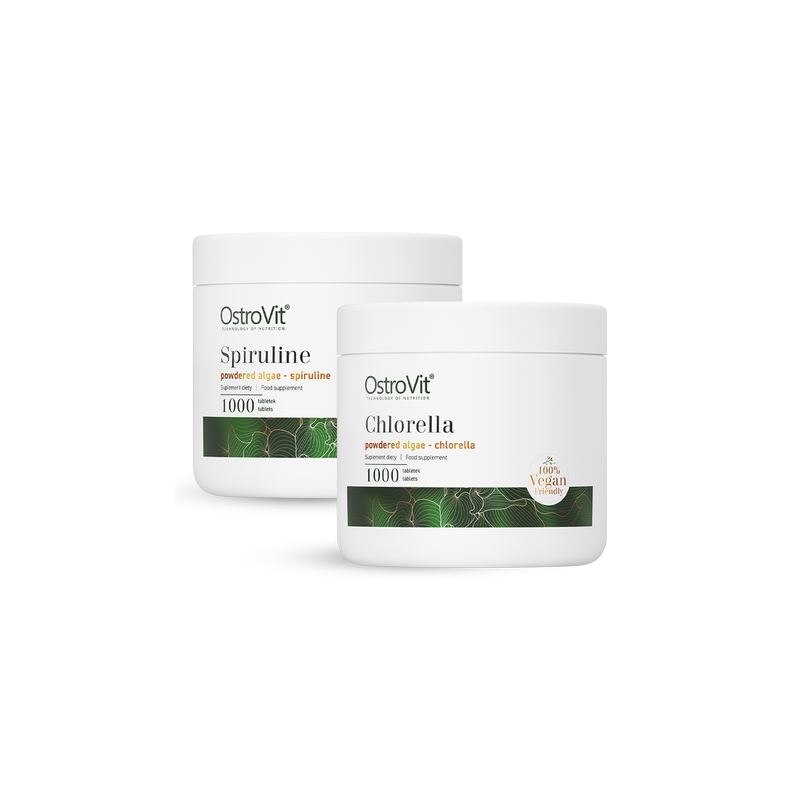 OstroVit®
TECHNOLOGY OF NUTRITION
Spiruline
powdered algae - spiruline
Suplement diety | Food supplement
1000 tabletek
tablets
OstroVit®
TECHNOLOGY OF NUTRITION
Chlorella
powdered algae - chlorella
Suplement diety | Food supplement
1000 tabletek
tablets
100%
Vegan
Friendly